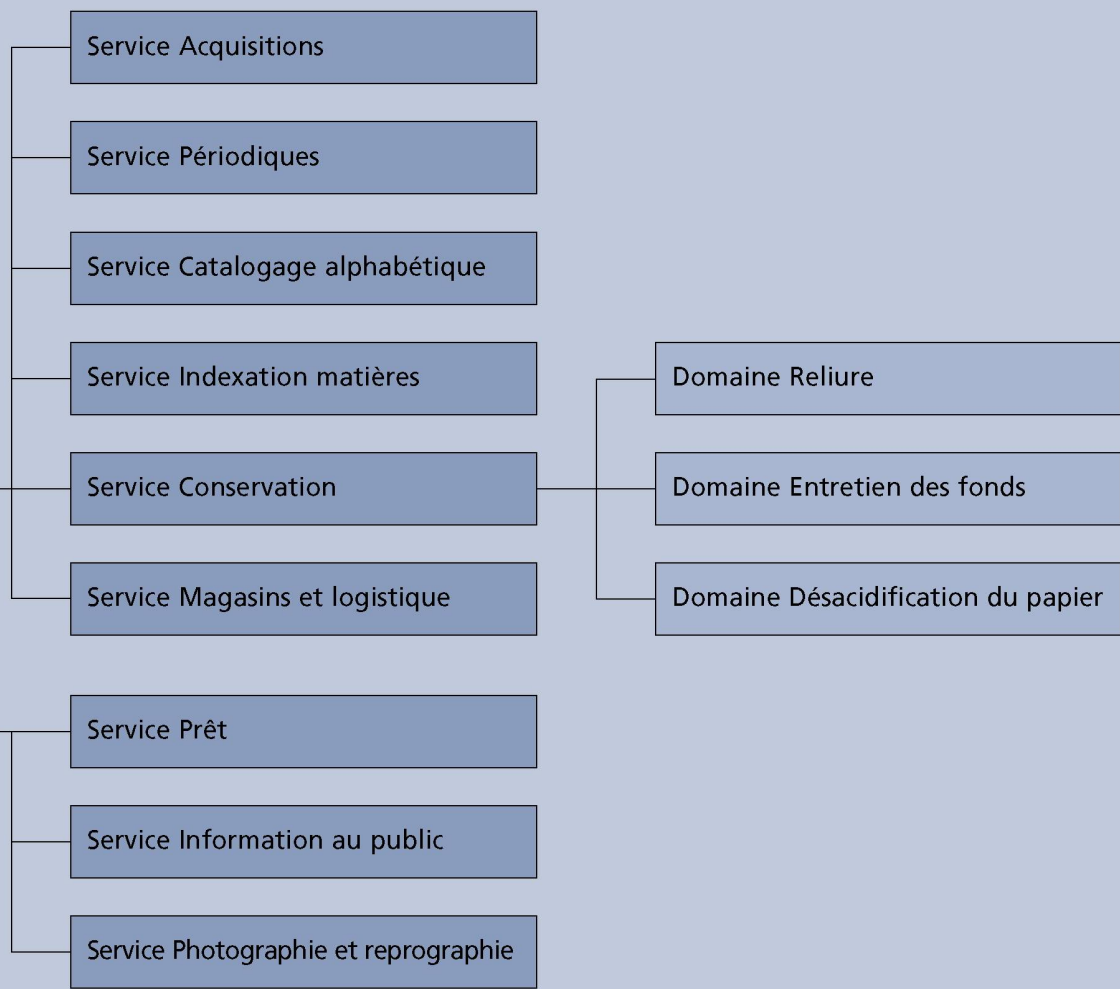 Service Acquisitions
Service Périodiques
Service Catalogage alphabétique
Service Indexation matières
Service Conservation
Service Magasins et logistique
Domaine Reliure
Domaine Entretien des fonds
Domaine Désacidification du papier
Service Prêt
Service Information au public
Service Photographie et reprographie